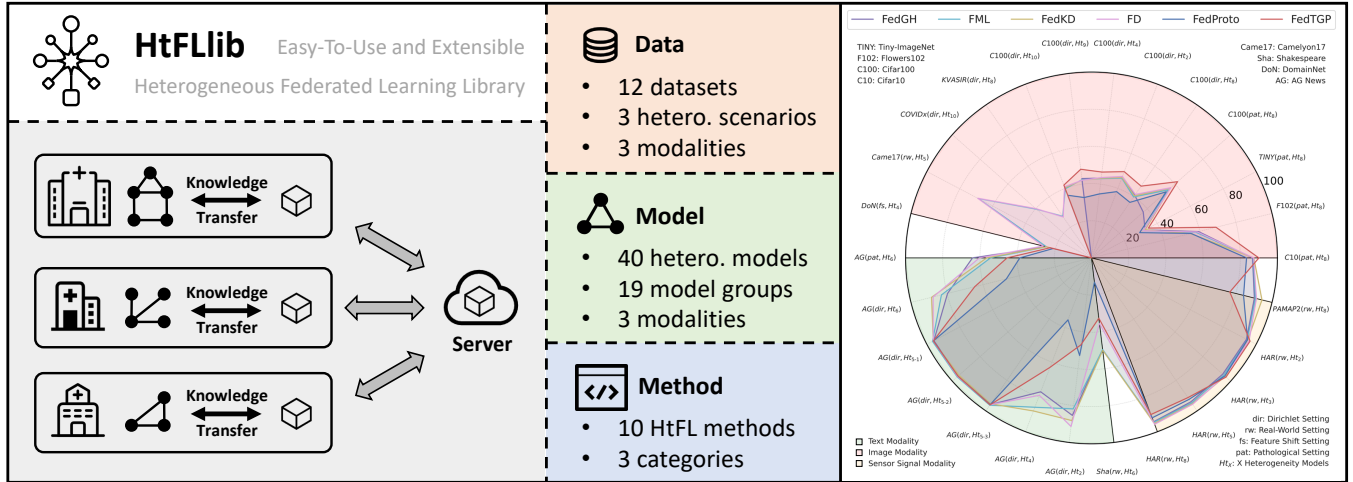 HtFLlib Easy-To-Use and Extensible
Heterogeneous Federated Learning Library
Knowledge
Transfer
Knowledge
Transfer
Knowledge
Transfer
Server
Data
• 12 datasets
• 3 hetero. scenarios
• 3 modalities
Model
• 40 hetero. models
• 19 model groups
• 3 modalities
</>
Method
• 10 HtFL methods
• 3 categories
FedGH FML FedKD FD FedProto FedTGP
TINY: Tiny-ImageNet
F102: Flowers102
C100: Cifar100
C10: Cifar10
Came17: Camelyon17
Sha: Shakespeare
DoN: DomainNet
AG: AG News
C10(pat, Ht8)
F102(pat, Ht8)
TINY(pat, Ht8)
C100(pat, Ht8)
C100(dir, Ht8)
C100(dir, Ht2)
C100(dir, Ht4)
C100(dir, Ht9)
C100(dir, Ht10)
KVASIR(dir, Ht8)
COVIDx(dir, Ht10)
Came17(rw, Ht5)
DoN(fs, Ht4)
AG(pat, Ht6)
AG(dir, Ht6)
AG(dir, Ht5-1)
AG(dir, Ht5-2)
AG(dir, Ht5-3)
AG(dir, Ht4)
AG(dir, Ht2)
Sha(rw, Ht6)
HAR(rw, Ht8)
HAR(rw, Ht5)
HAR(rw, Ht3)
HAR(rw, Ht2)
PAMAP2(rw, Ht8)
20
40
60
80
100
Text Modality
Image Modality
Sensor Signal Modality
dir: Dirichlet Setting
rw: Real-World Setting
fs: Feature Shift Setting
pat: Pathological Setting
HtX: X Heterogeneity Models